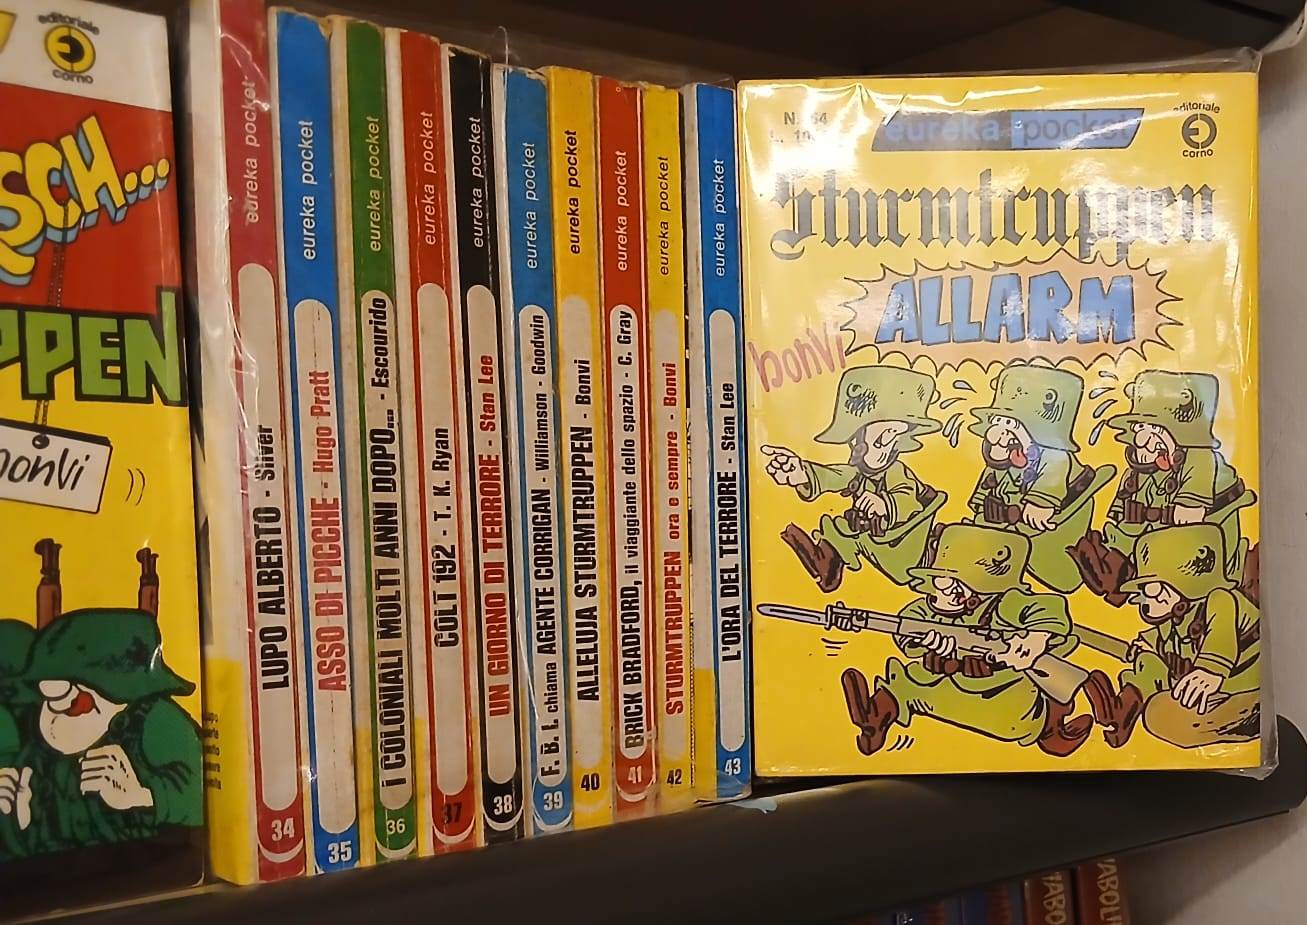 editoriale
corno
SCH...
PPEN
bonVi
eureka pocket
LUPO ALBERTO - Silver
34
eureka pocket
ASSO DI PICCHE - Hugo Pratt
35
eureka pocket
i COLONIALI MOLTI ANNI DOPO... - Escourido
36
eureka pocket
COLT 192 - T. K. Ryan
37
eureka pocket
UN GIORNO DI TERRORE - Stan Lee
38
eureka pocket
F. B. I. chiama AGENTE CORRIGAN - Williamson - Goodwin
39
eureka pocket
ALLELUJA STURMTRUPPEN - Bonvi
40
eureka pocket
BRICK BRADFORD, il viaggiante dello spazio - C. Gray
41
eureka pocket
STURMTRUPPEN ora e sempre - Bonvi
42
eureka pocket
L'ORA DEL TERRORE - Stan Lee
43
N. 64
eureka pocket
editoriale
corno
Sturmtruppen
ALLARM
bonVi